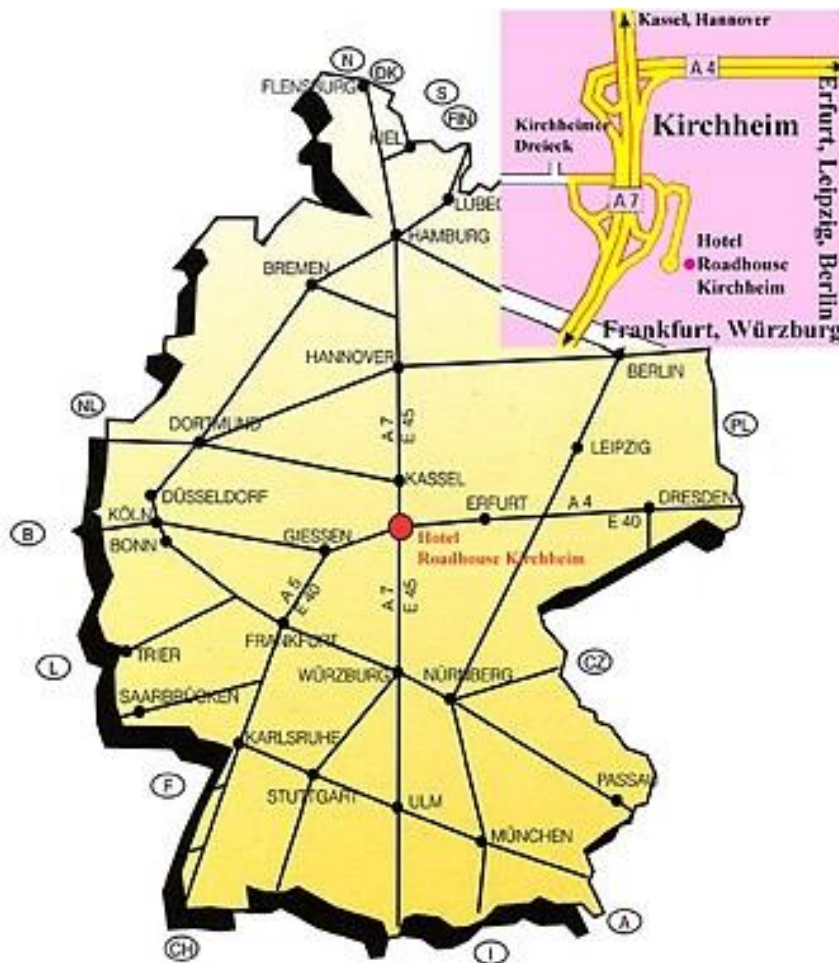 Kassel, Hannover
A 4
Erfurt, Leipzig, Berlin
Kirchheimer
Dreieck
Kirchheim
A 7
Hotel
Roadhouse
Kirchheim
Frankfurt, Würzburg
N
DK
S
FIN
FLENSBURG
KIEL
LUBEC
HAMBURG
BREMEN
HANNOVER
BERLIN
NL
PL
DORTMUND
A 7
E 45
LEIPZIG
KASSEL
DÜSSELDORF
ERFURT
A 4
E 40
DRESDEN
KÖLN
B
BONN
GIESSEN
Hotel
Roadhouse Kirchheim
A 5
E 40
A 7
E 45
FRANKFURT
L
TRIER
WÜRZBURG
NÜRNBERG
CZ
SAARBRÜCKEN
KARLSRUHE
F
STUTTGART
ULM
PASSAU
MÜNCHEN
A
CH
I